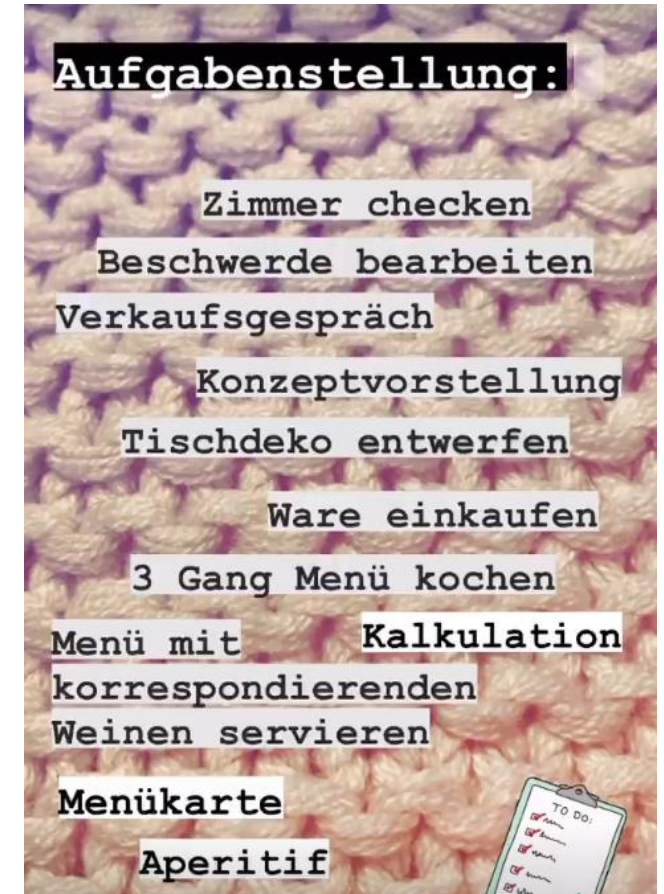 Aufgabenstellung:
Zimmer checken
Beschwerde bearbeiten
Verkaufsgespräch
Konzeptvorstellung
Tischdeko entwerfen
Ware einkaufen
3 Gang Menü kochen
Kalkulation
Menü mit
korrespondierenden
Weinen servieren
Menükarte
Aperitif
TO DO: